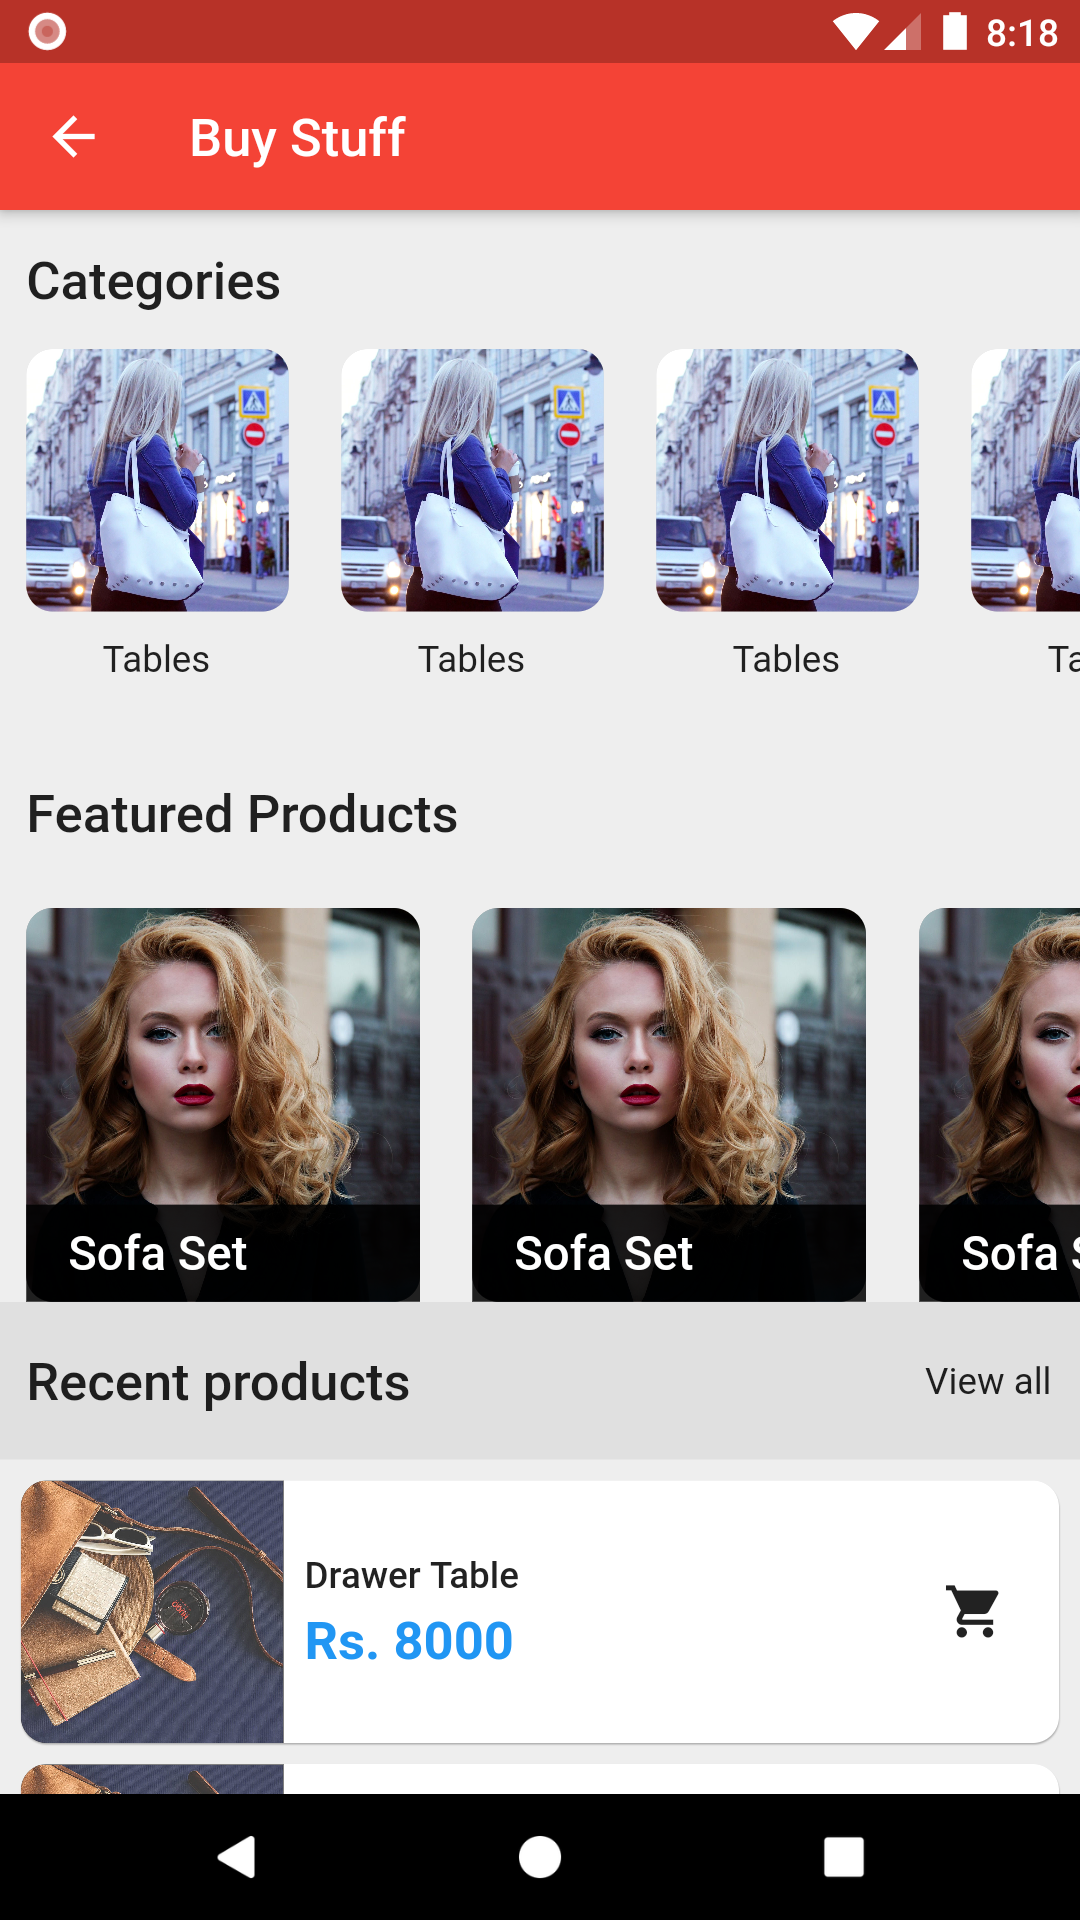 8:18
Buy Stuff
Categories
Tables
Tables
Tables
Ta
Featured Products
Sofa Set
Sofa Set
Sofa
Recent products
View all
Drawer Table
Rs. 8000